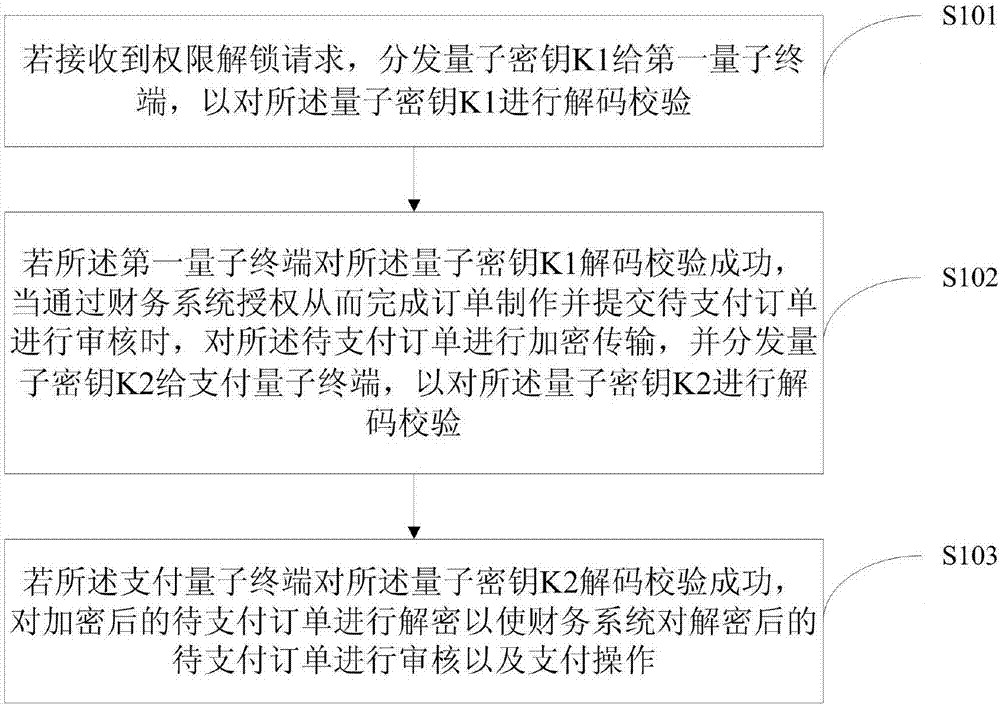 S101
若接收到权限解锁请求，分发量子密钥K1给第一量子终
端，以对所述量子密钥K1进行解码校验
S102
若所述第一量子终端对所述量子密钥K1解码校验成功，
当通过财务系统授权从而完成订单制作并提交待支付订单
进行审核时，对所述待支付订单进行加密传输，并分发量
子密钥K2给支付量子终端，以对所述量子密钥K2进行解
码校验
S103
若所述支付量子终端对所述量子密钥K2解码校验成功，
对加密后的待支付订单进行解密以使财务系统对解密后的
待支付订单进行审核以及支付操作